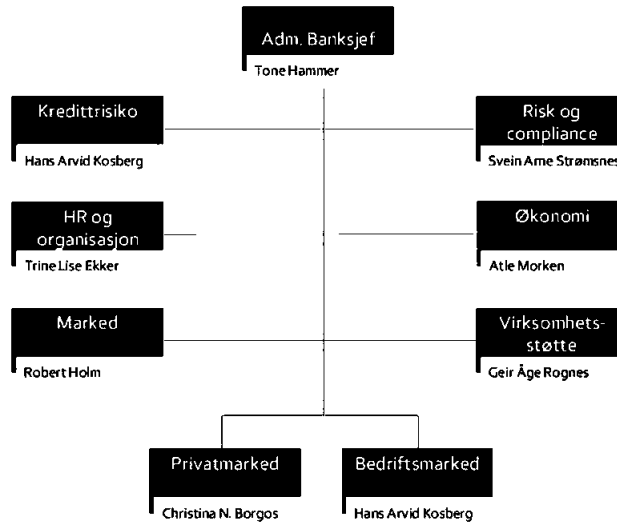 Adm. Banksjef
Tone Hammer
Kredittrisiko
Hans Arvid Kosberg
Risk og
compliance
Svein Arne Strømsnes
HR og
organisasjon
Trine Lise Ekker
Økonomi
Atle Morken
Marked
Robert Holm
Virksomhets-
støtte
Geir Åge Rognes
Privatmarked
Christina N. Borgos
Bedriftsmarked
Hans Arvid Kosberg